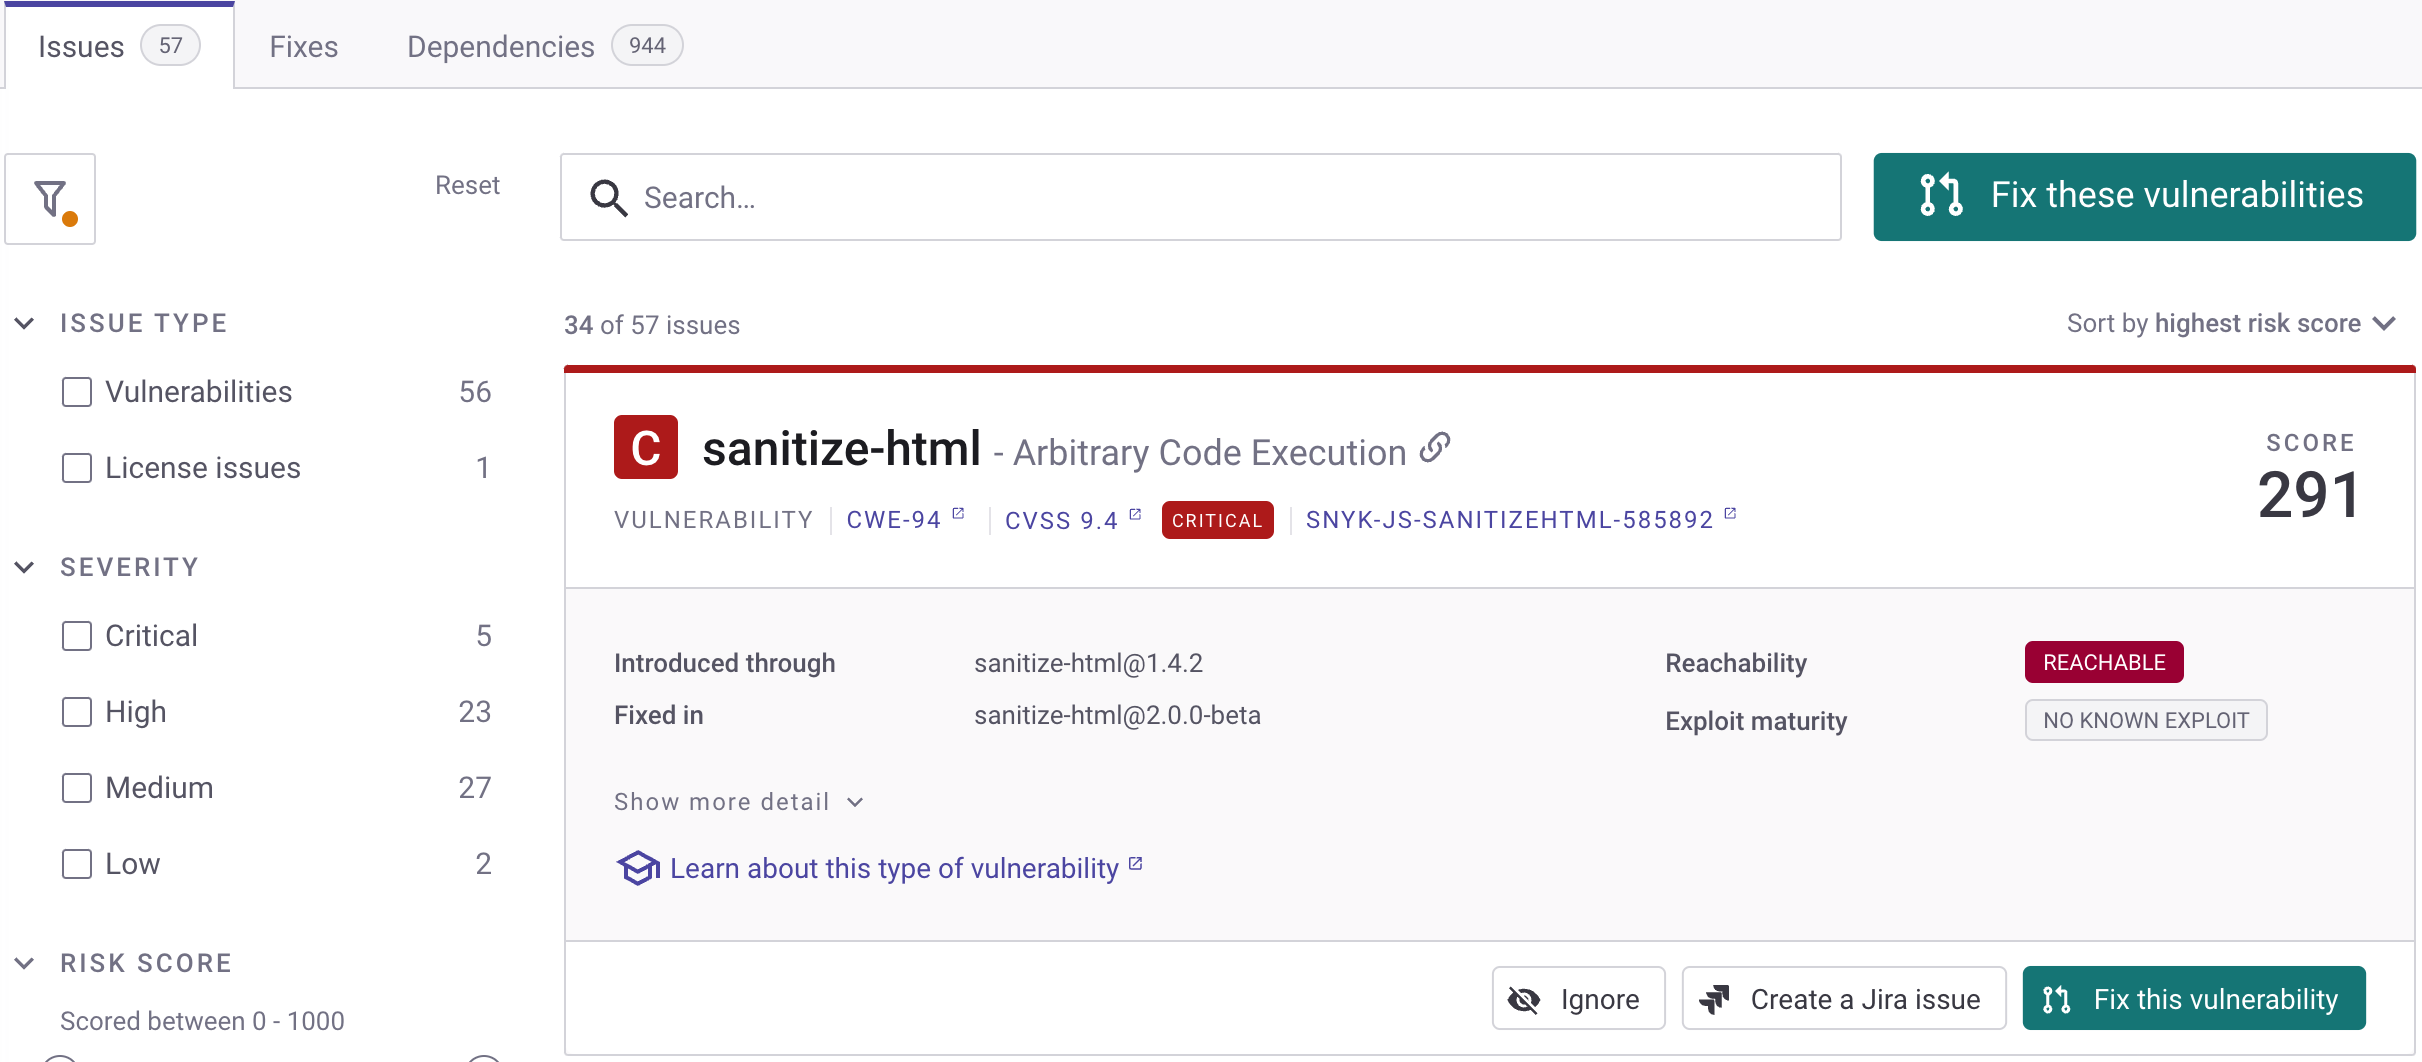 Issues 57 Fixes Dependencies 944
Reset Search... Fix these vulnerabilities
ISSUE TYPE
Vulnerabilities 56
License issues 1
SEVERITY
Critical 5
High 23
Medium 27
Low 2
RISK SCORE
Scored between 0 - 1000
34 of 57 issues Sort by highest risk score
C sanitize-html - Arbitrary Code Execution
VULNERABILITY CWE-94 CVSS 9.4 CRITICAL SNYK-JS-SANITIZEHTML-585892
SCORE
291
Introduced through sanitize-html@1.4.2
Fixed in sanitize-html@2.0.0-beta
Reachability REACHABLE
Exploit maturity NO KNOWN EXPLOIT
Show more detail
Learn about this type of vulnerability
Ignore Create a Jira issue Fix this vulnerability